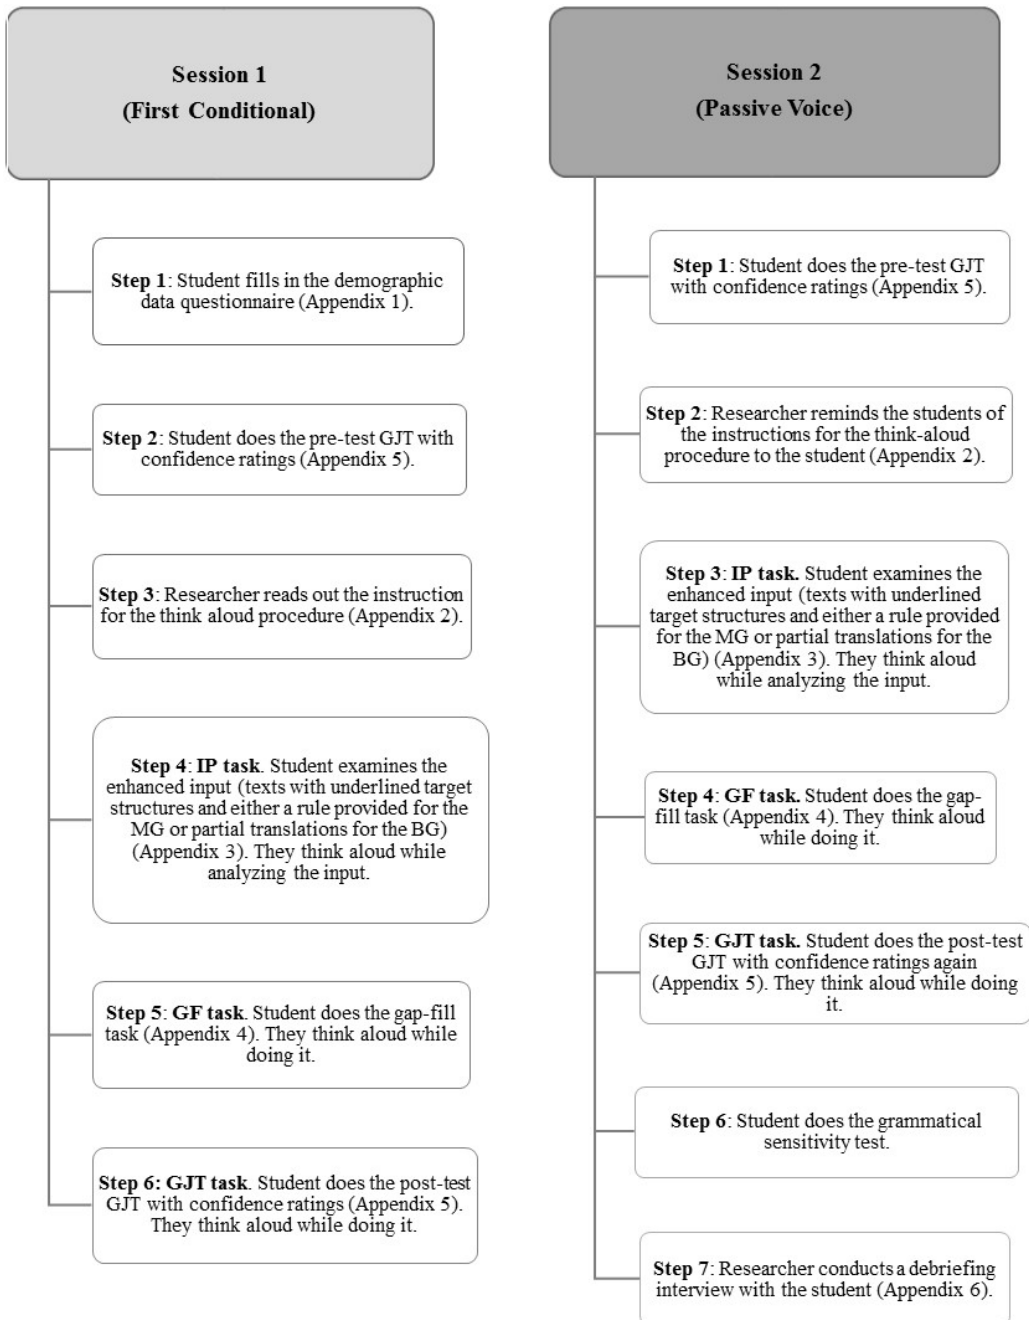 Session 1
(First Conditional)
Step 1: Student fills in the demographic
data questionnaire (Appendix 1).
Step 2: Student does the pre-test GJT with
confidence ratings (Appendix 5).
Step 3: Researcher reads out the instruction
for the think aloud procedure (Appendix 2).
Step 4: IP task. Student examines the
enhanced input (texts with underlined target
structures and either a rule provided for the
MG or partial translations for the BG)
(Appendix 3). They think aloud while
analyzing the input.
Step 5: GF task. Student does the gap-fill
task (Appendix 4). They think aloud while
doing it.
Step 6: GJT task. Student does the post-test
GJT with confidence ratings (Appendix 5).
They think aloud while doing it.
Session 2
(Passive Voice)
Step 1: Student does the pre-test GJT
with confidence ratings (Appendix 5).
Step 2: Researcher reminds the students of
the instructions for the think-aloud
procedure to the student (Appendix 2).
Step 3: IP task. Student examines the
enhanced input (texts with underlined
target structures and either a rule provided
for the MG or partial translations for the
BG) (Appendix 3). They think aloud
while analyzing the input.
Step 4: GF task. Student does the gap-
fill task (Appendix 4). They think aloud
while doing it.
Step 5: GJT task. Student does the post-test
GJT with confidence ratings again
(Appendix 5). They think aloud while doing
it.
Step 6: Student does the grammatical
sensitivity test.
Step 7: Researcher conducts a debriefing
interview with the student (Appendix 6).